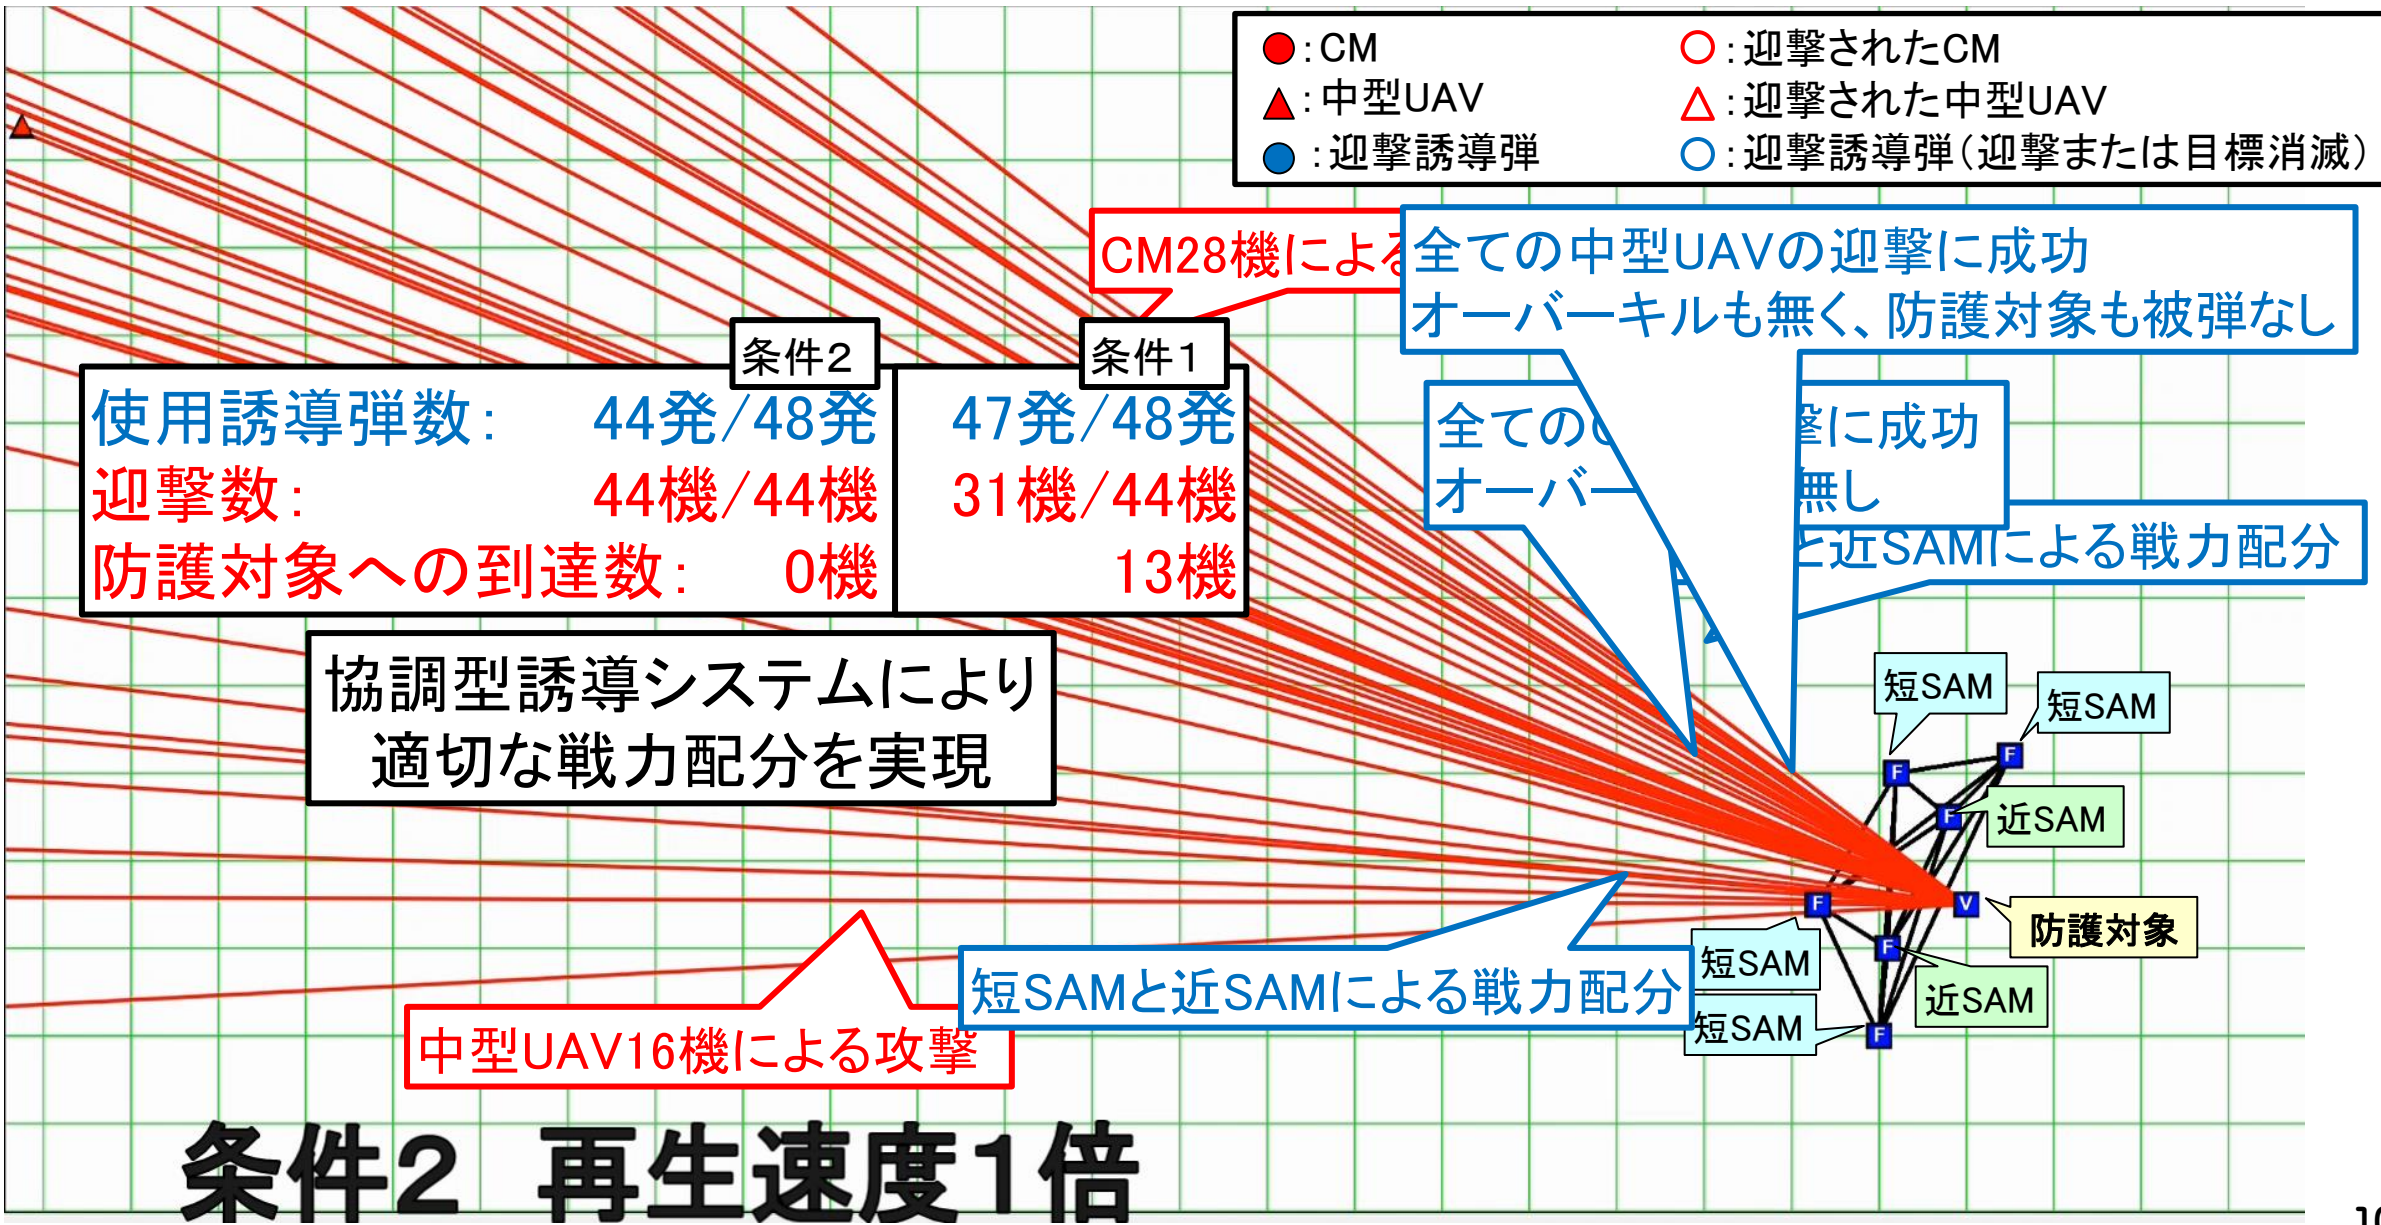 :CM
:迎撃されたCM
:中型UAV
:迎撃された中型UAV
:迎撃誘導弾
:迎撃誘導弾(迎撃または目標消滅)
CM28機による
全ての中型UAVの迎撃に成功
オーバーキルも無く、防護対象も被弾なし
条件2
条件1
使用誘導弾数: 44発/48発 47発/48発
迎撃数: 44機/44機 31機/44機
防護対象への到達数: 0機 13機
全ての
撃に成功
オーバー
無し
と近SAMによる戦力配分
協調型誘導システムにより
適切な戦力配分を実現
短SAM
短SAM
F
F
F
近SAM
F
V
防護対象
F
短SAM
近SAM
短SAMと近SAMによる戦力配分
短SAM
F
中型UAV16機による攻撃
条件2 再生速度1倍